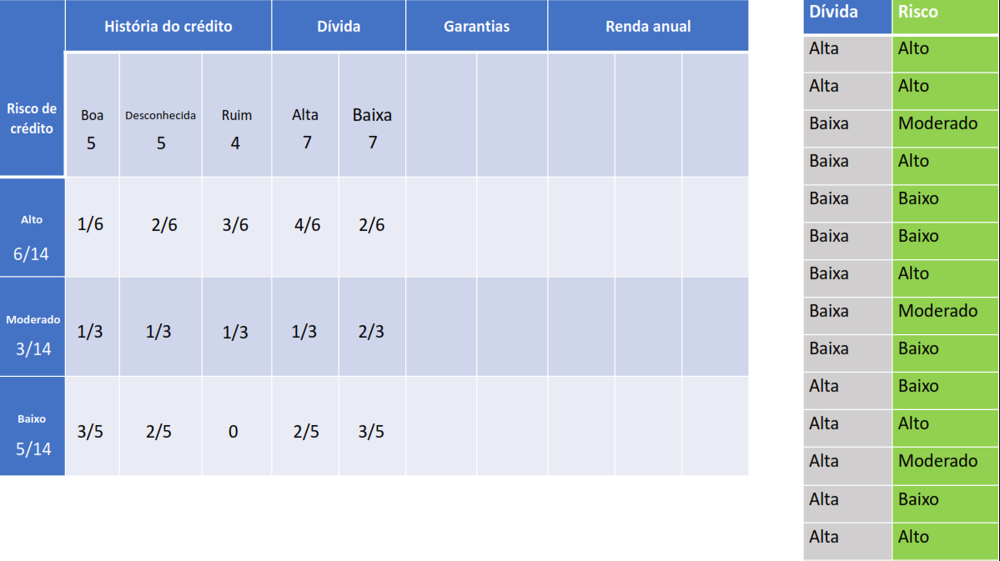 História do crédito Dívida Garantias Renda anual
Risco de crédito
Boa Desconhecida Ruim Alta Baixa
5 5 4 7 7
Alto
6/14
1/6 2/6 3/6 4/6 2/6
Moderado
3/14
1/3 1/3 1/3 1/3 2/3
Baixo
5/14
3/5 2/5 0 2/5 3/5
Dívida Risco
Alta Alto
Alta Alto
Baixa Moderado
Baixa Alto
Baixa Baixo
Baixa Baixo
Baixa Alto
Baixa Moderado
Baixa Baixo
Alta Baixo
Alta Alto
Alta Moderado
Alta Baixo
Alta Alto